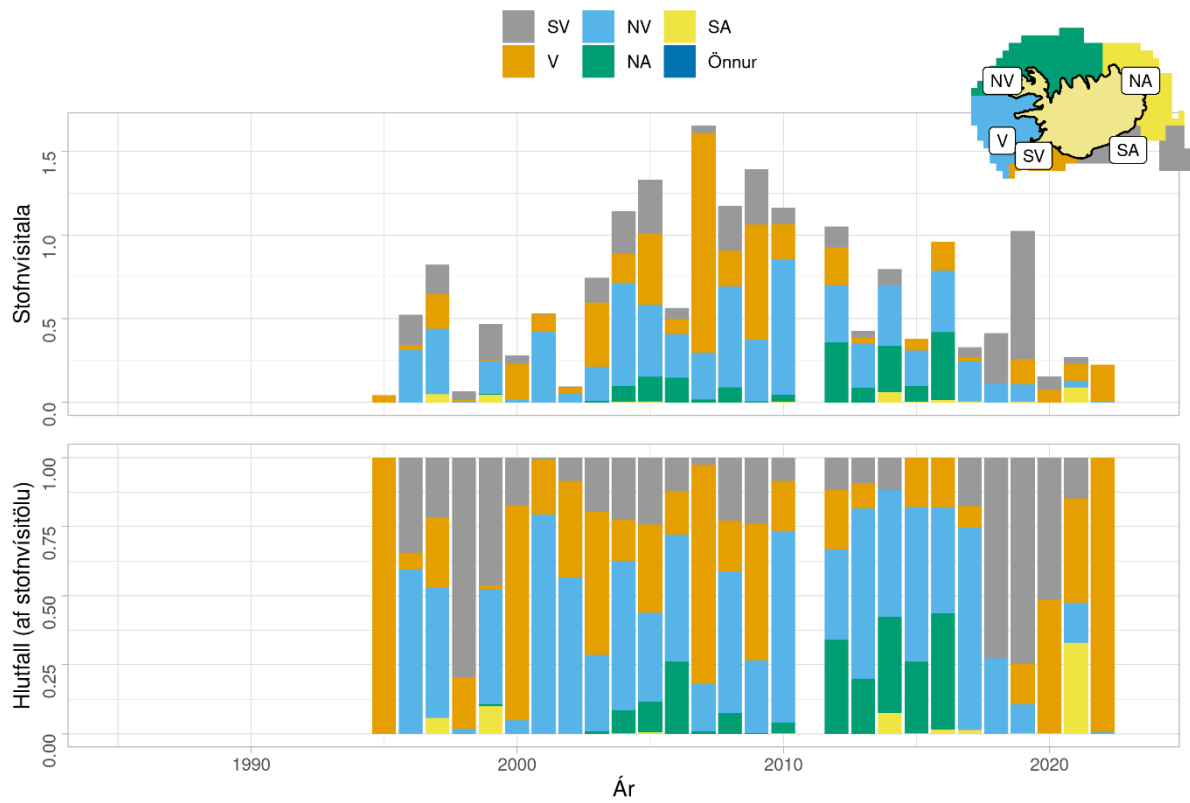 SV NV SA
V NA Önnur
NV NA
V SV SA
Stofnvísitala
1.5
1.0
0.5
0.0
Hlutfall (af stofnvísitölu)
1.00
0.75
0.50
0.25
0.00
1990 2000 2010 2020
Ár